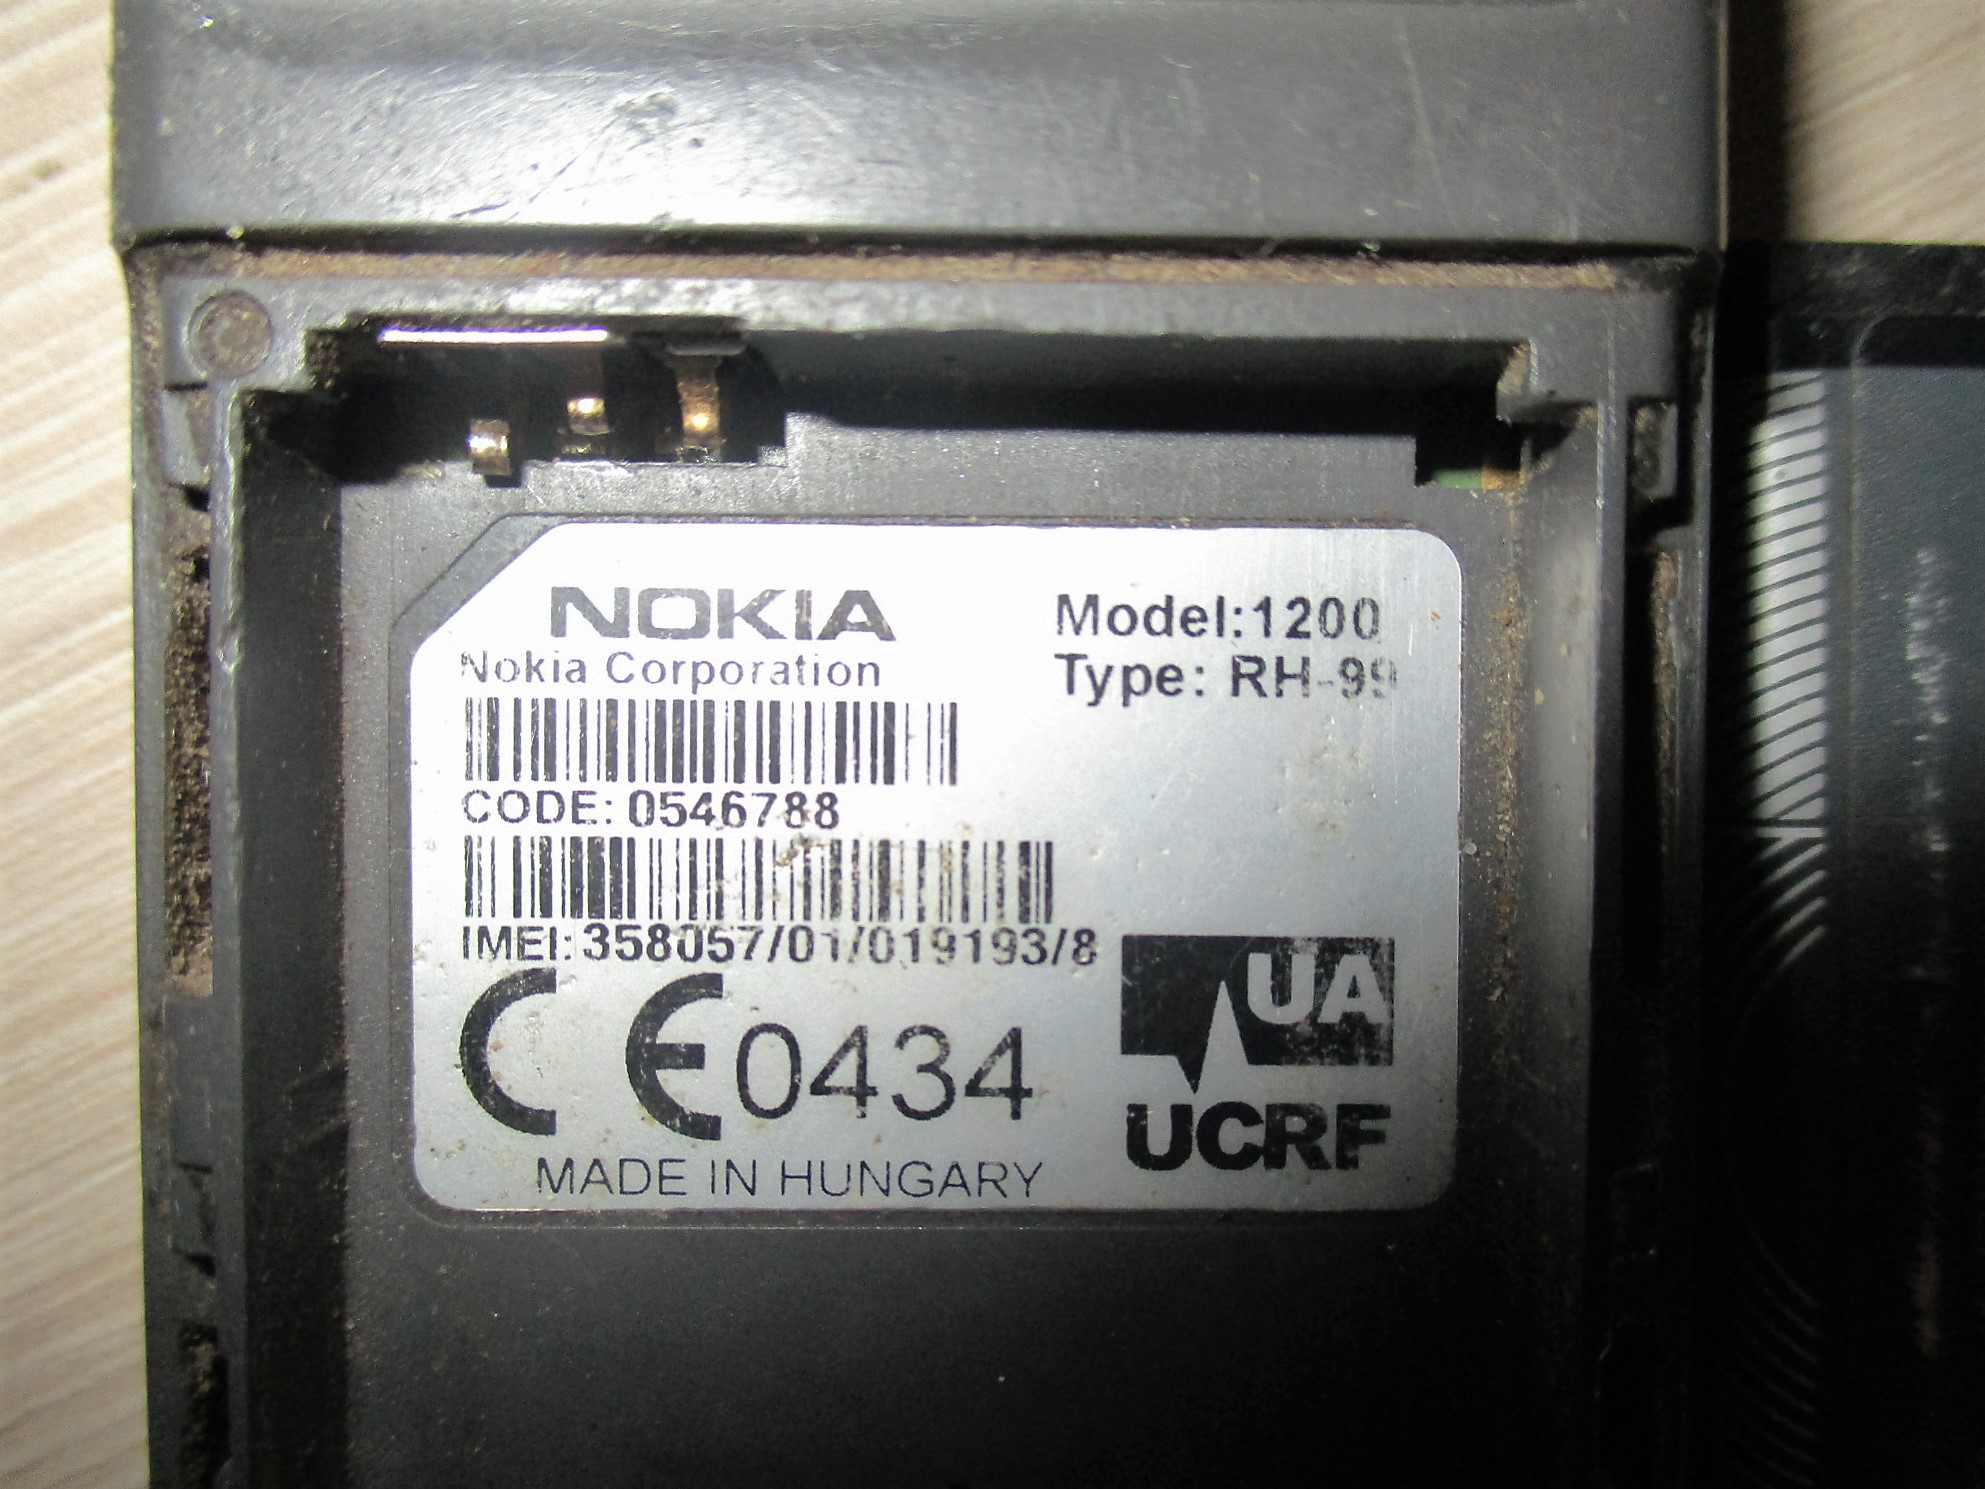 NOKIA
Nokia Corporation
Model:1200
Type: RH-99
CODE: 0546788
IMEI: 358057/01/019193/8
CE0434
UA
UCRF
MADE IN HUNGARY